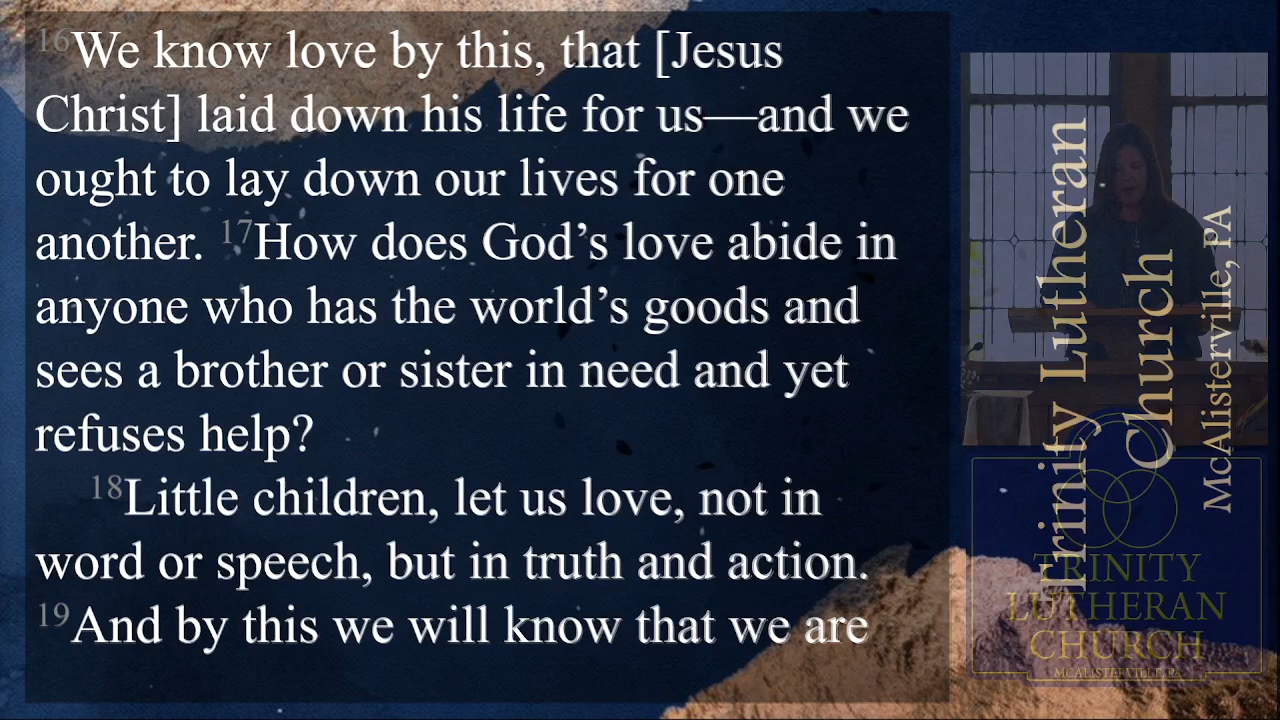 16We know love by this, that [Jesus
Christ] laid down his life for us—and we
ought to lay down our lives for one
another. 17How does God’s love abide in
anyone who has the world’s goods and
sees a brother or sister in need and yet
refuses help?
18Little children, let us love, not in
word or speech, but in truth and action.
19And by this we will know that we are
Trinity Lutheran
Church
McAlisterville, PA
TRINITY
LUTHERAN
CHURCH
MCALISTERVILLE, PA